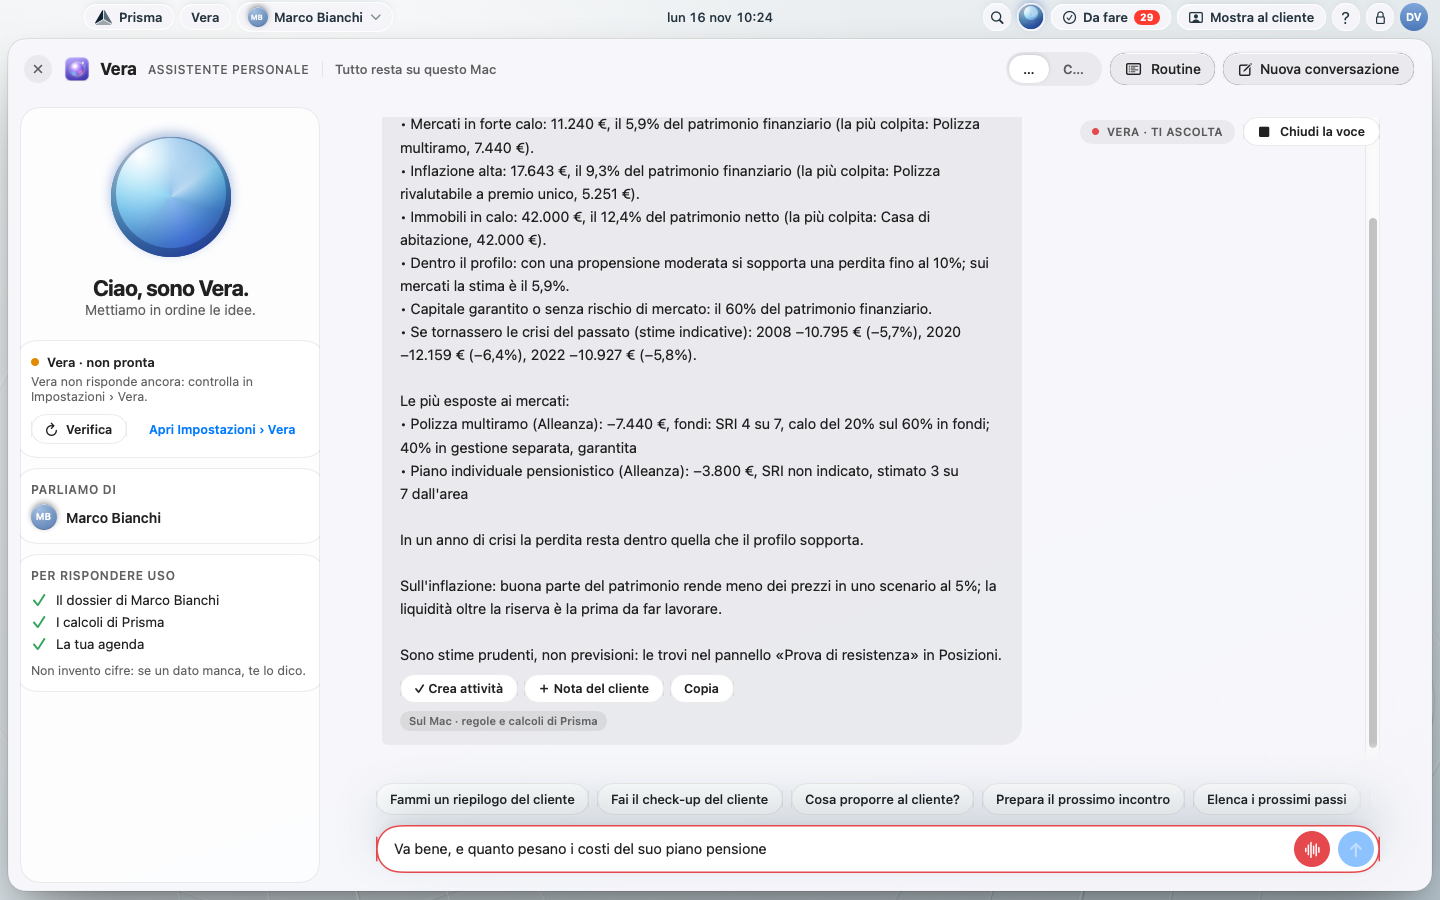 Prisma
Vera
MB Marco Bianchi
lun 16 nov 10:24
Da fare 29
Mostra al cliente
?
DV
Vera ASSISTENTE PERSONALE
Tutto resta su questo Mac
...
C...
Routine
Nuova conversazione
Ciao, sono Vera.
Mettiamo in ordine le idee.
Vera · non pronta
Vera non risponde ancora: controlla in
Impostazioni › Vera.
Verifica
Apri Impostazioni › Vera
PARLIAMO DI
MB Marco Bianchi
PER RISPONDERE USO
Il dossier di Marco Bianchi
I calcoli di Prisma
La tua agenda
Non invento cifre: se un dato manca, te lo dico.
VERA · TI ASCOLTA
Chiudi la voce
• Mercati in forte calo: 11.240 €, il 5,9% del patrimonio finanziario (la più colpita: Polizza
multiramo, 7.440 €).
• Inflazione alta: 17.643 €, il 9,3% del patrimonio finanziario (la più colpita: Polizza
rivalutabile a premio unico, 5.251 €).
• Immobili in calo: 42.000 €, il 12,4% del patrimonio netto (la più colpita: Casa di
abitazione, 42.000 €).
• Dentro il profilo: con una propensione moderata si sopporta una perdita fino al 10%; sui
mercati la stima è il 5,9%.
• Capitale garantito o senza rischio di mercato: il 60% del patrimonio finanziario.
• Se tornassero le crisi del passato (stime indicative): 2008 −10.795 € (−5,7%), 2020
−12.159 € (−6,4%), 2022 −10.927 € (−5,8%).
Le più esposte ai mercati:
• Polizza multiramo (Alleanza): −7.440 €, fondi: SRI 4 su 7, calo del 20% sul 60% in fondi;
40% in gestione separata, garantita
• Piano individuale pensionistico (Alleanza): −3.800 €, SRI non indicato, stimato 3 su
7 dall'area
In un anno di crisi la perdita resta dentro quella che il profilo sopporta.
Sull'inflazione: buona parte del patrimonio rende meno dei prezzi in uno scenario al 5%; la
liquidità oltre la riserva è la prima da far lavorare.
Sono stime prudenti, non previsioni: le trovi nel pannello «Prova di resistenza» in Posizioni.
Crea attività
+ Nota del cliente
Copia
Sul Mac · regole e calcoli di Prisma
Fammi un riepilogo del cliente
Fai il check-up del cliente
Cosa proporre al cliente?
Prepara il prossimo incontro
Elenca i prossimi passi
Va bene, e quanto pesano i costi del suo piano pensione